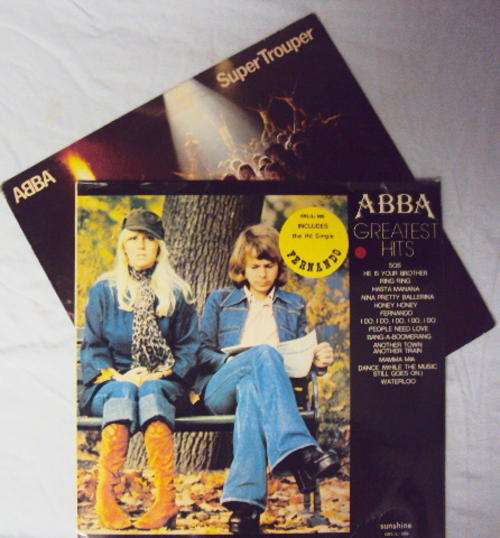 Super Trouper
ABBA
ABBA
GREATEST
HITS
INCLUDES
the Hit Single
FERNANDO
SOS
HE IS YOUR BROTHER
RING RING
HASTA MANANA
NINA PRETTY BALLERINA
HONEY HONEY
FERNANDO
I DO, I DO, I DO, I DO, I DO
PEOPLE NEED LOVE
BANG-A-BOOMERANG
ANOTHER TOWN
ANOTHER TRAIN
MAMMA MIA
DANCE (WHILE THE MUSIC
STILL GOES ON)
WATERLOO
sunshine